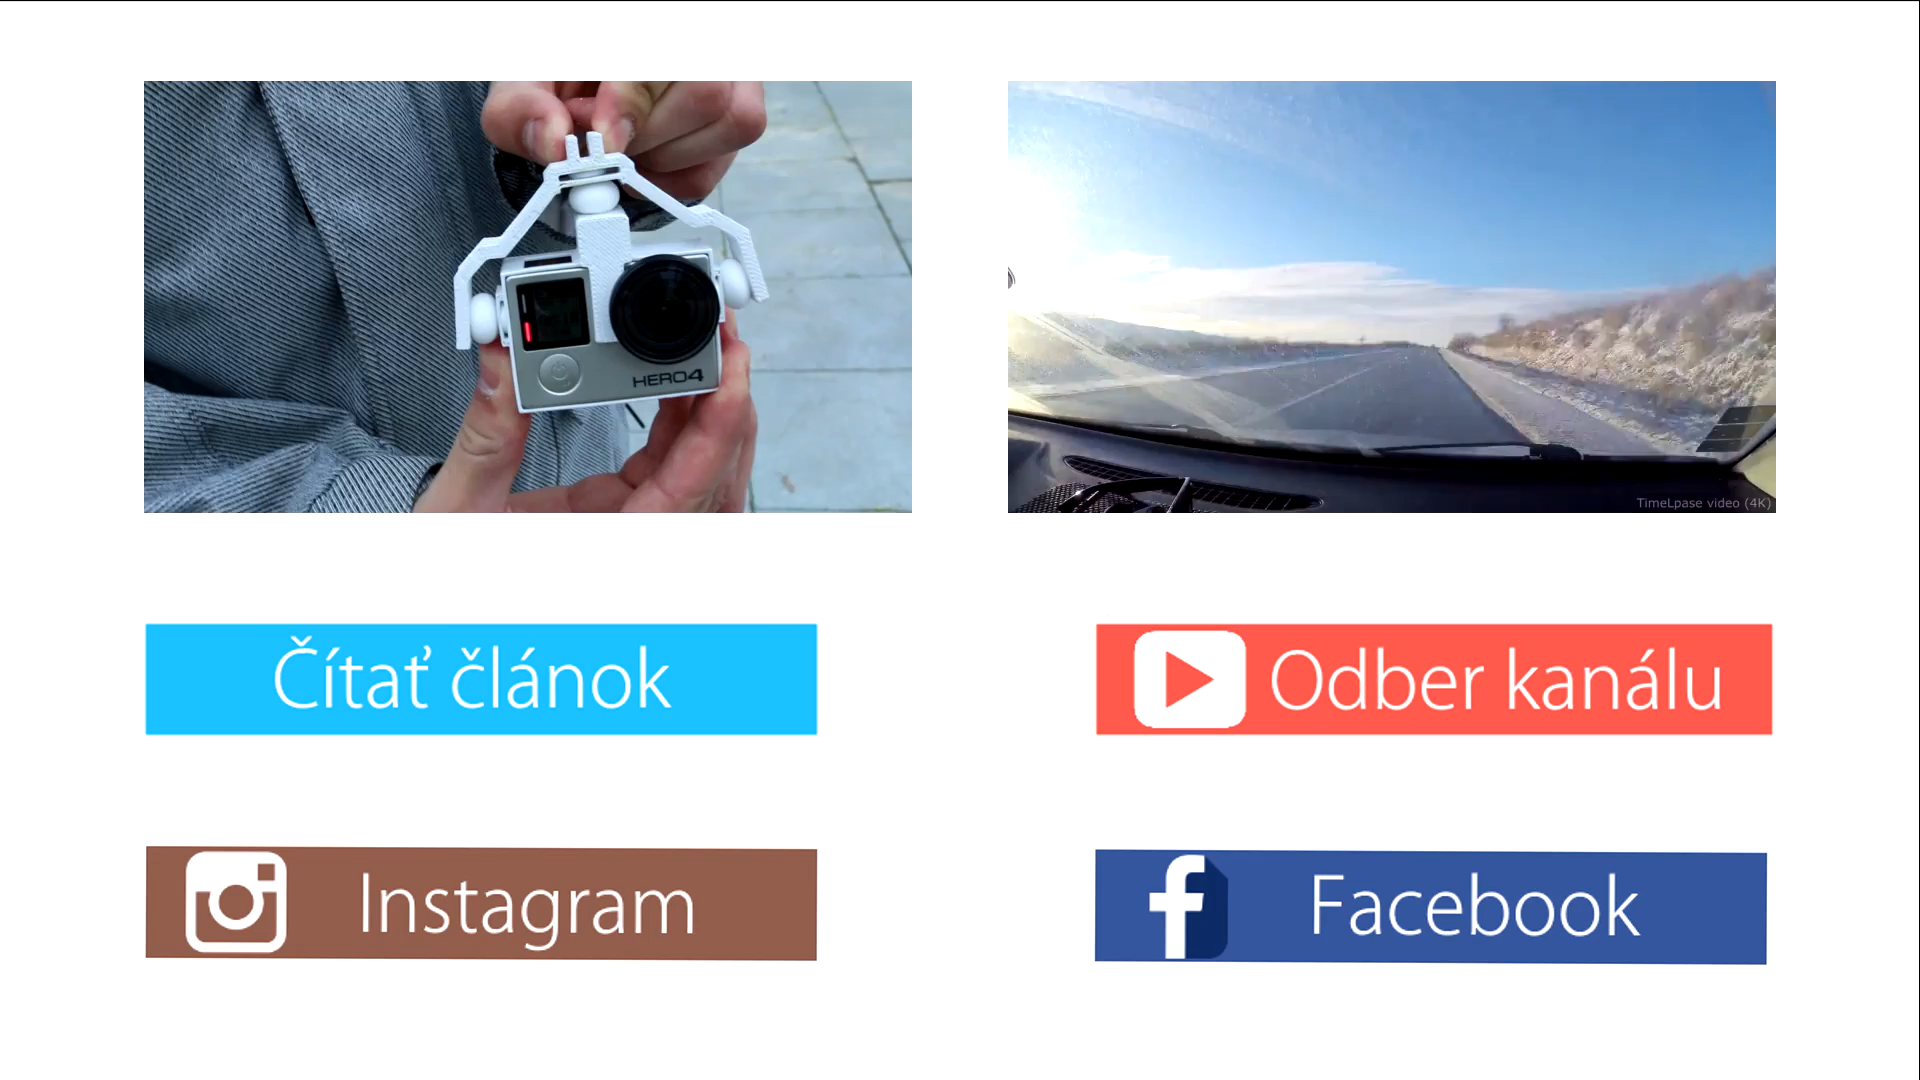 HERO4
TimeLpase video (4K)
Čítať článok
Odber kanálu
Instagram
Facebook